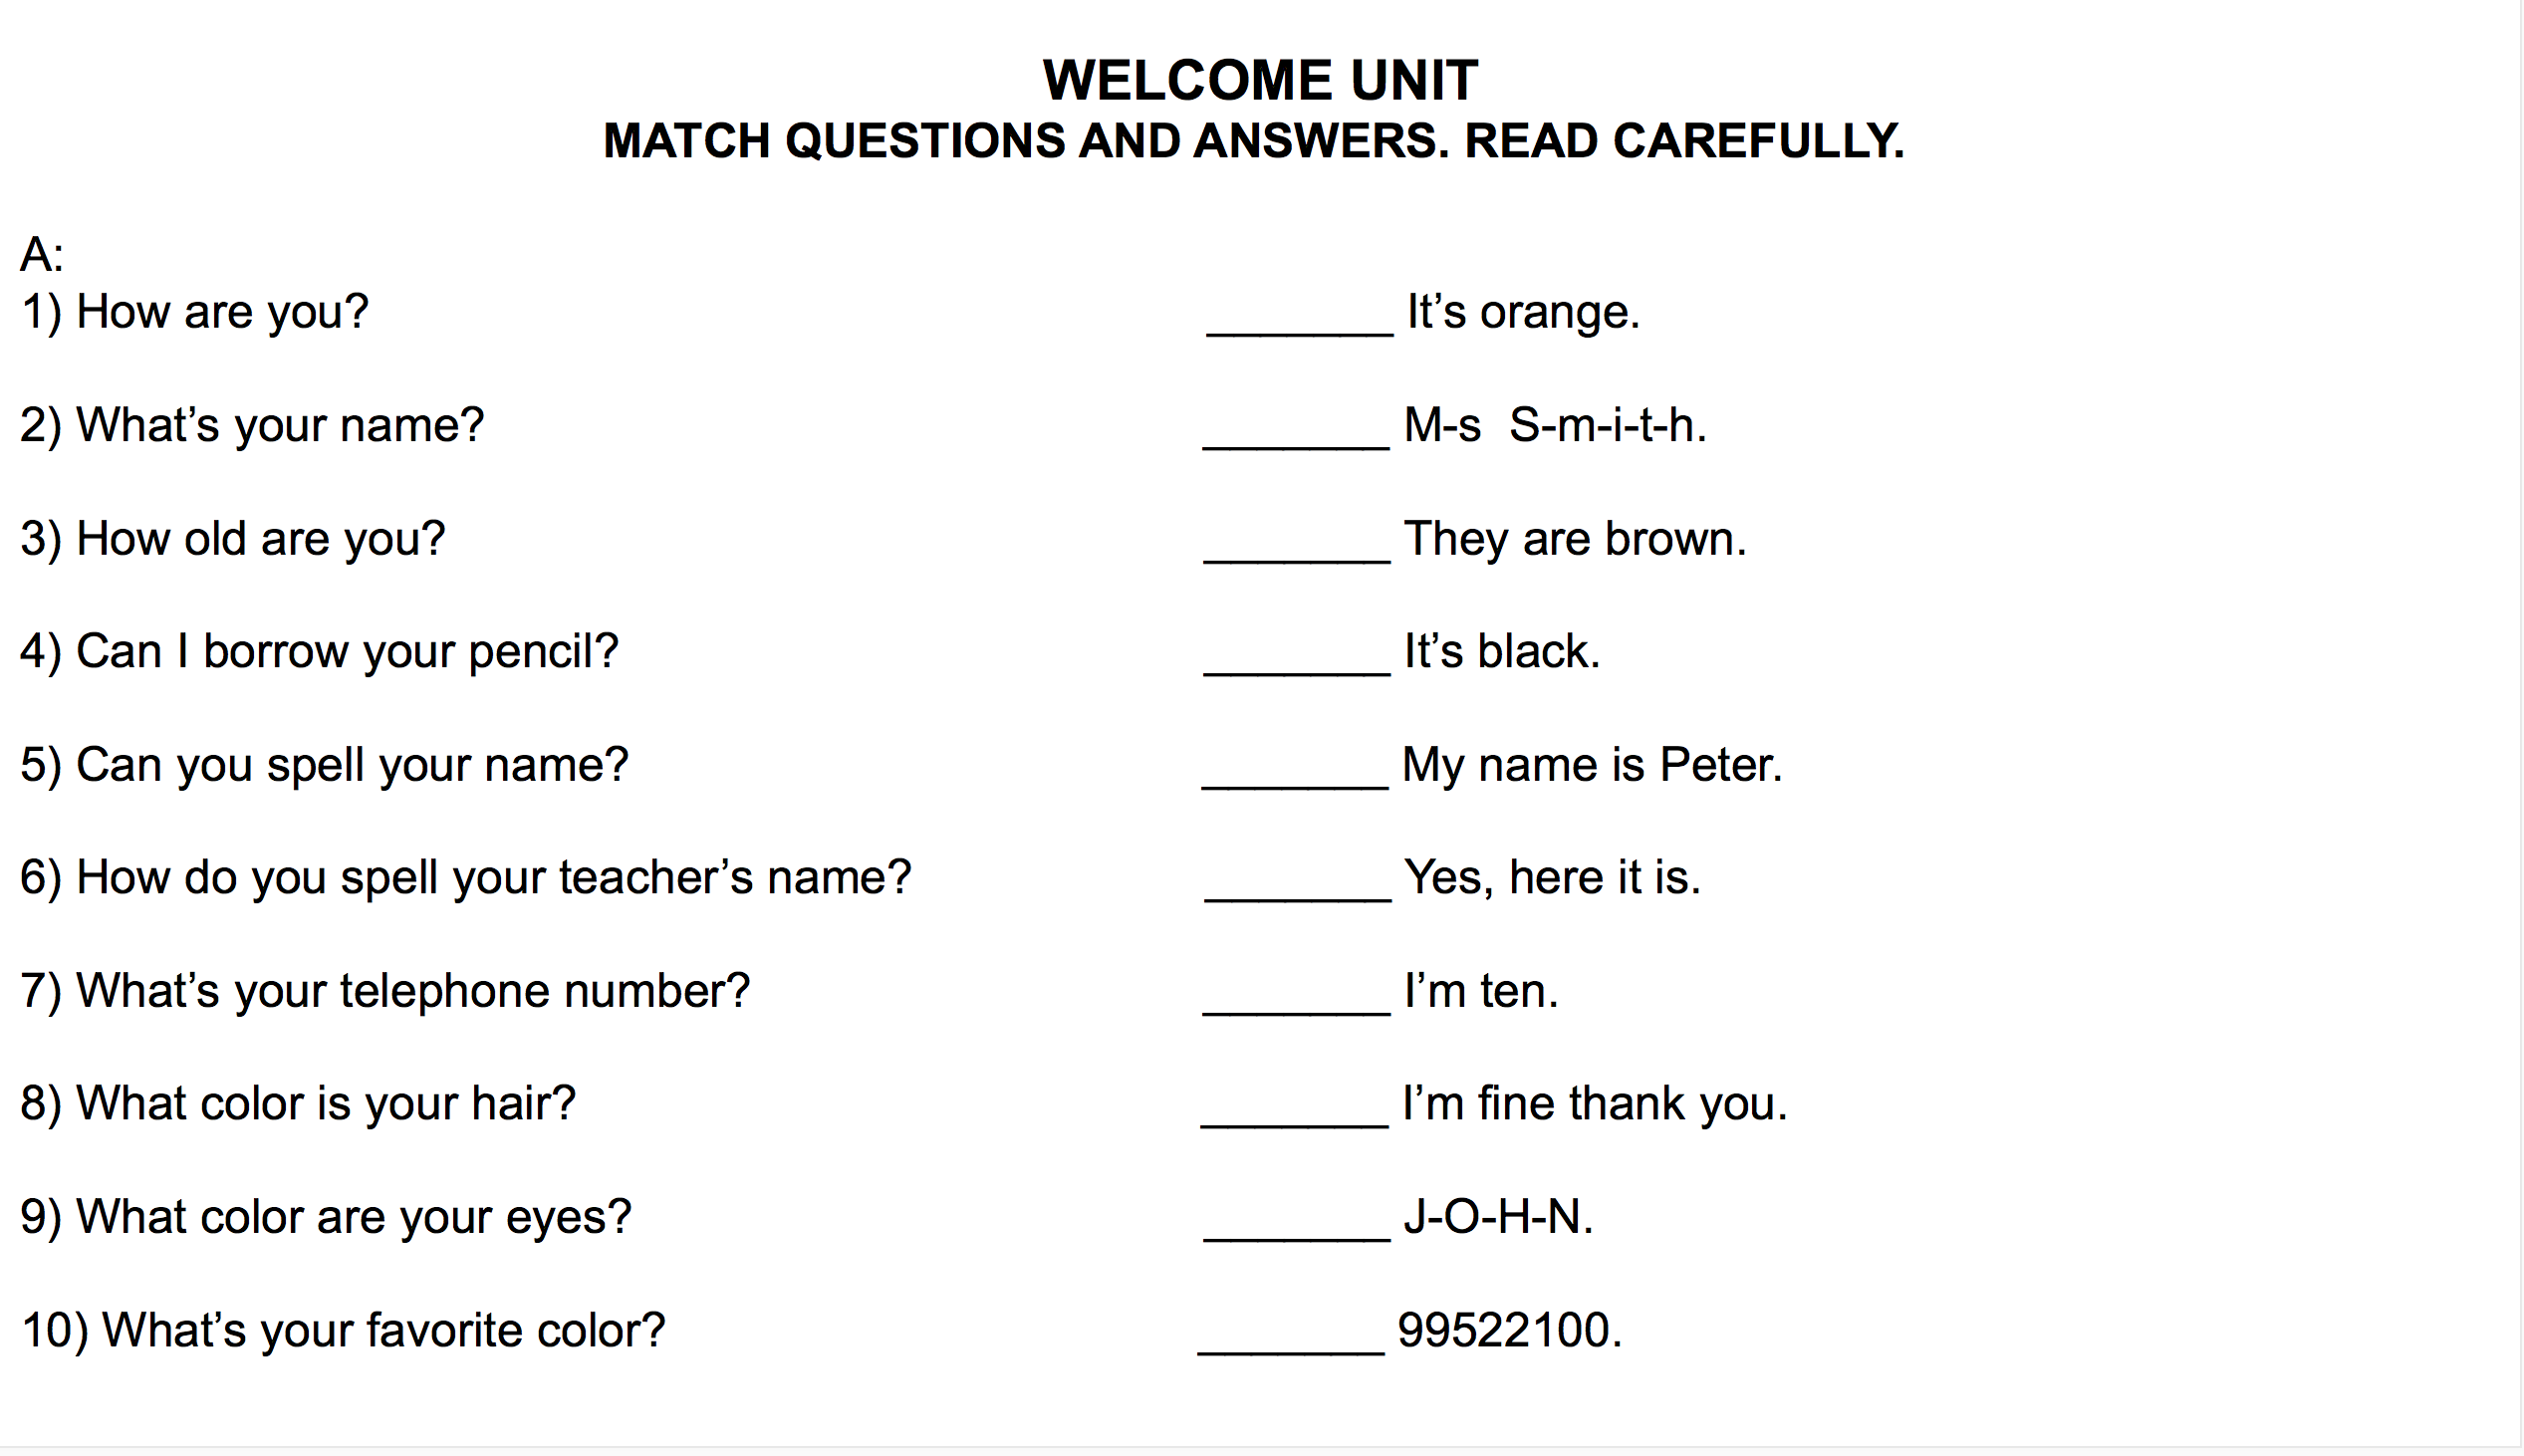 WELCOME UNIT
MATCH QUESTIONS AND ANSWERS. READ CAREFULLY.
A:
1) How are you? _______ It’s orange.
2) What’s your name? _______ M-s  S-m-i-t-h.
3) How old are you? _______ They are brown.
4) Can I borrow your pencil? _______ It’s black.
5) Can you spell your name? _______ My name is Peter.
6) How do you spell your teacher’s name? _______ Yes, here it is.
7) What’s your telephone number? _______ I’m ten.
8) What color is your hair? _______ I’m fine thank you.
9) What color are your eyes? _______ J-O-H-N.
10) What’s your favorite color? _______ 99522100.